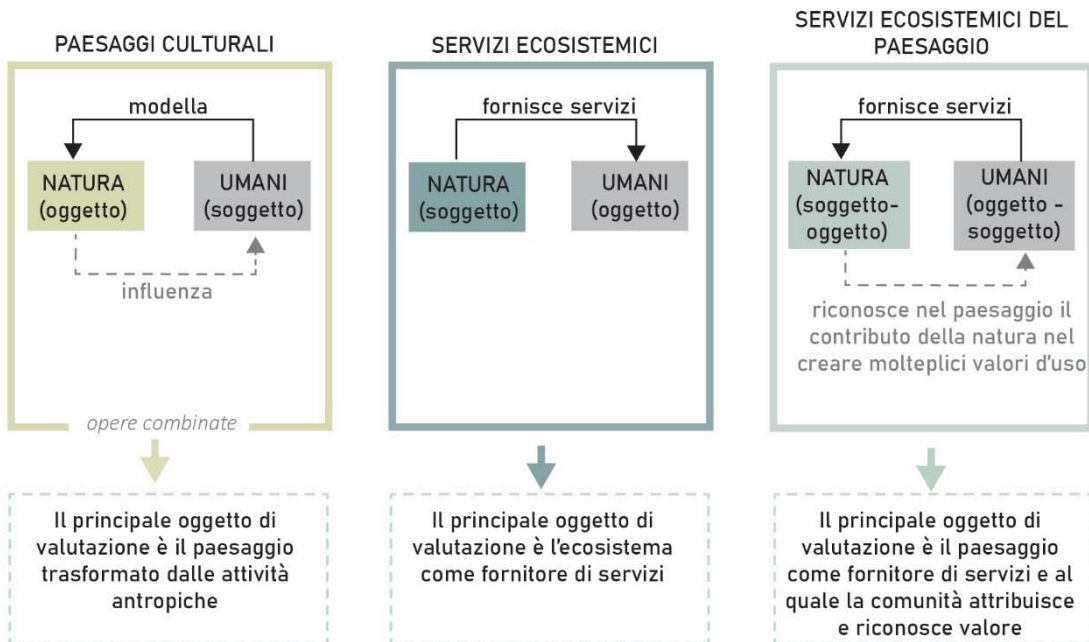 PAESAGGI CULTURALI
modella
NATURA
(oggetto)
UMANI
(soggetto)
influenza
opere combinate
Il principale oggetto di
valutazione è il paesaggio
trasformato dalle attività
antropiche
SERVIZI ECOSISTEMICI
fornisce servizi
NATURA
(soggetto)
UMANI
(oggetto)
Il principale oggetto di
valutazione è l'ecosistema
come fornitore di servizi
SERVIZI ECOSISTEMICI DEL
PAESAGGIO
fornisce servizi
NATURA
(soggetto-
oggetto)
UMANI
(oggetto -
soggetto)
riconosce nel paesaggio il
contributo della natura nel
creare molteplici valori d'uso
Il principale oggetto di
valutazione è il paesaggio
come fornitore di servizi e al
quale la comunità attribuisce
e riconosce valore